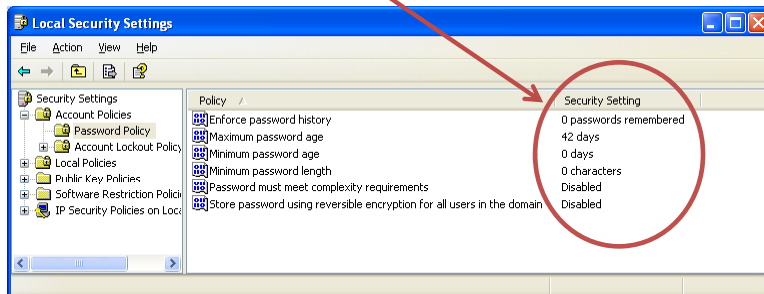 Local Security Settings
File Action View Help
Security Settings
Account Policies
Password Policy
Account Lockout Policy
Local Policies
Public Key Policies
Software Restriction Polici
IP Security Policies on Loca
Policy Security Setting
Enforce password history 0 passwords remembered
Maximum password age 42 days
Minimum password age 0 days
Minimum password length 0 characters
Password must meet complexity requirements Disabled
Store password using reversible encryption for all users in the domain Disabled